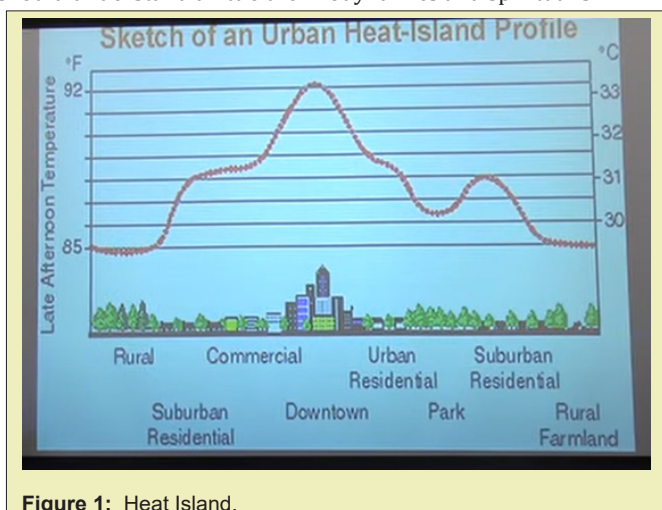 Sketch of an Urban Heat-Island Profile
°F
°C
92
33
32
31
30
85
Late Afternoon Temperature
Rural
Commercial
Urban
Residential
Suburban
Residential
Suburban
Residential
Downtown
Park
Rural
Farmland
Figure 1: Heat Island.